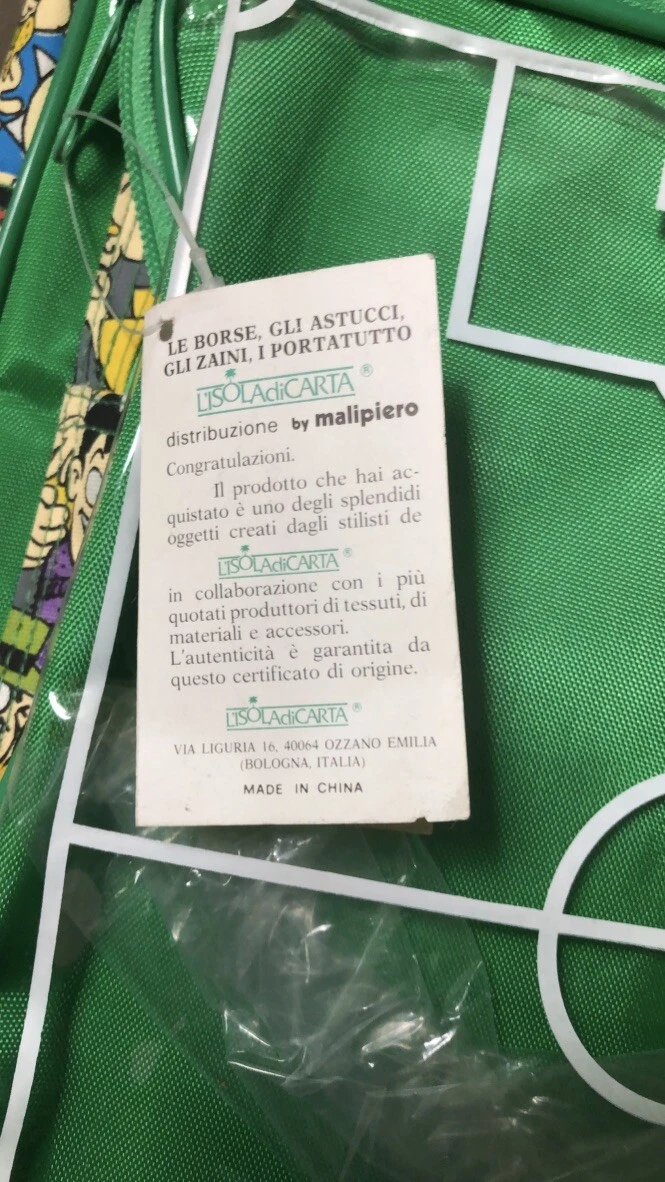 LE BORSE, GLI ASTUCCI,
GLI ZAINI, I PORTATUTTO
L'ISOLAdiCARTA ®
distribuzione by malipiero
Congratulazioni.
Il prodotto che hai ac-
quistato è uno degli splendidi
oggetti creati dagli stilisti de
L'ISOLAdiCARTA ®
in collaborazione con i più
quotati produttori di tessuti, di
materiali e accessori.
L'autenticità è garantita da
questo certificato di origine.
L'ISOLAdiCARTA ®
VIA LIGURIA 16, 40064 OZZANO EMILIA
(BOLOGNA, ITALIA)
MADE IN CHINA